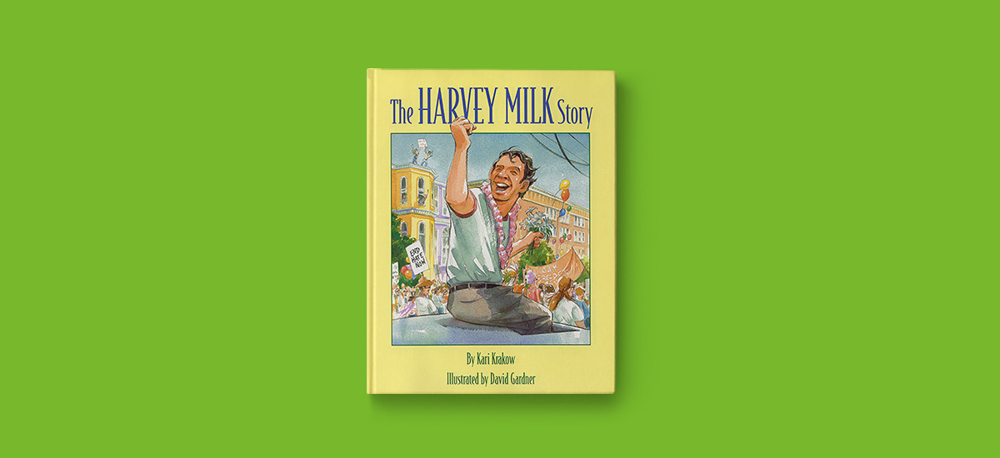 The HARVEY MILK Story
END
HATE
NOW
By Kari Krakow
Illustrated by David Gardner